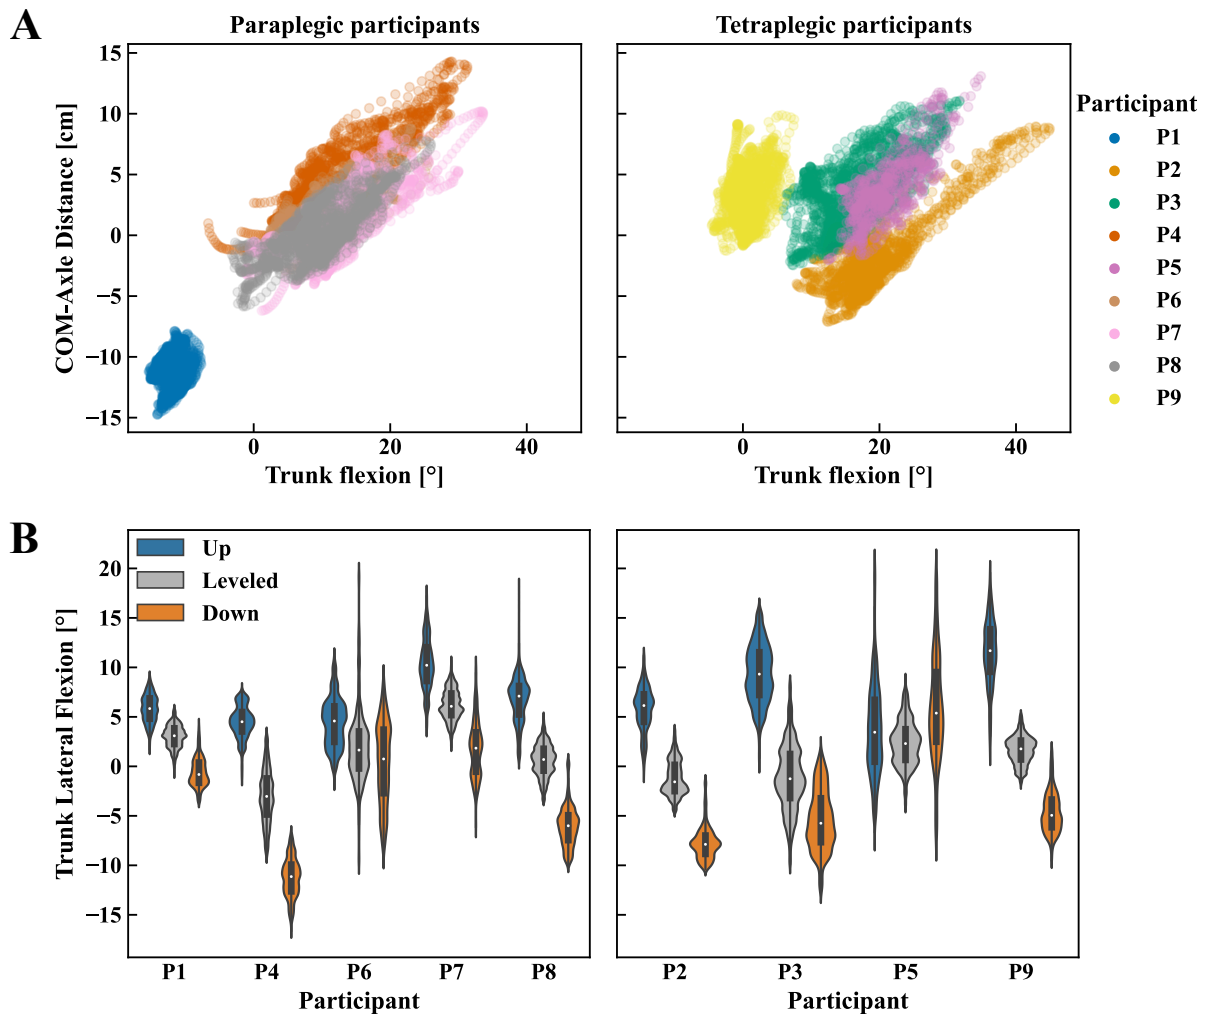 A
Paraplegic participants
Tetraplegic participants
COM-Axle Distance [cm]
15
10
5
0
−5
−10
−15
0 20 40
Trunk flexion [°]
0 20 40
Trunk flexion [°]
Participant
P1
P2
P3
P4
P5
P6
P7
P8
P9
B
Up
Leveled
Down
Trunk Lateral Flexion [°]
20
15
10
5
0
−5
−10
−15
P1 P4 P6 P7 P8
Participant
P2 P3 P5 P9
Participant